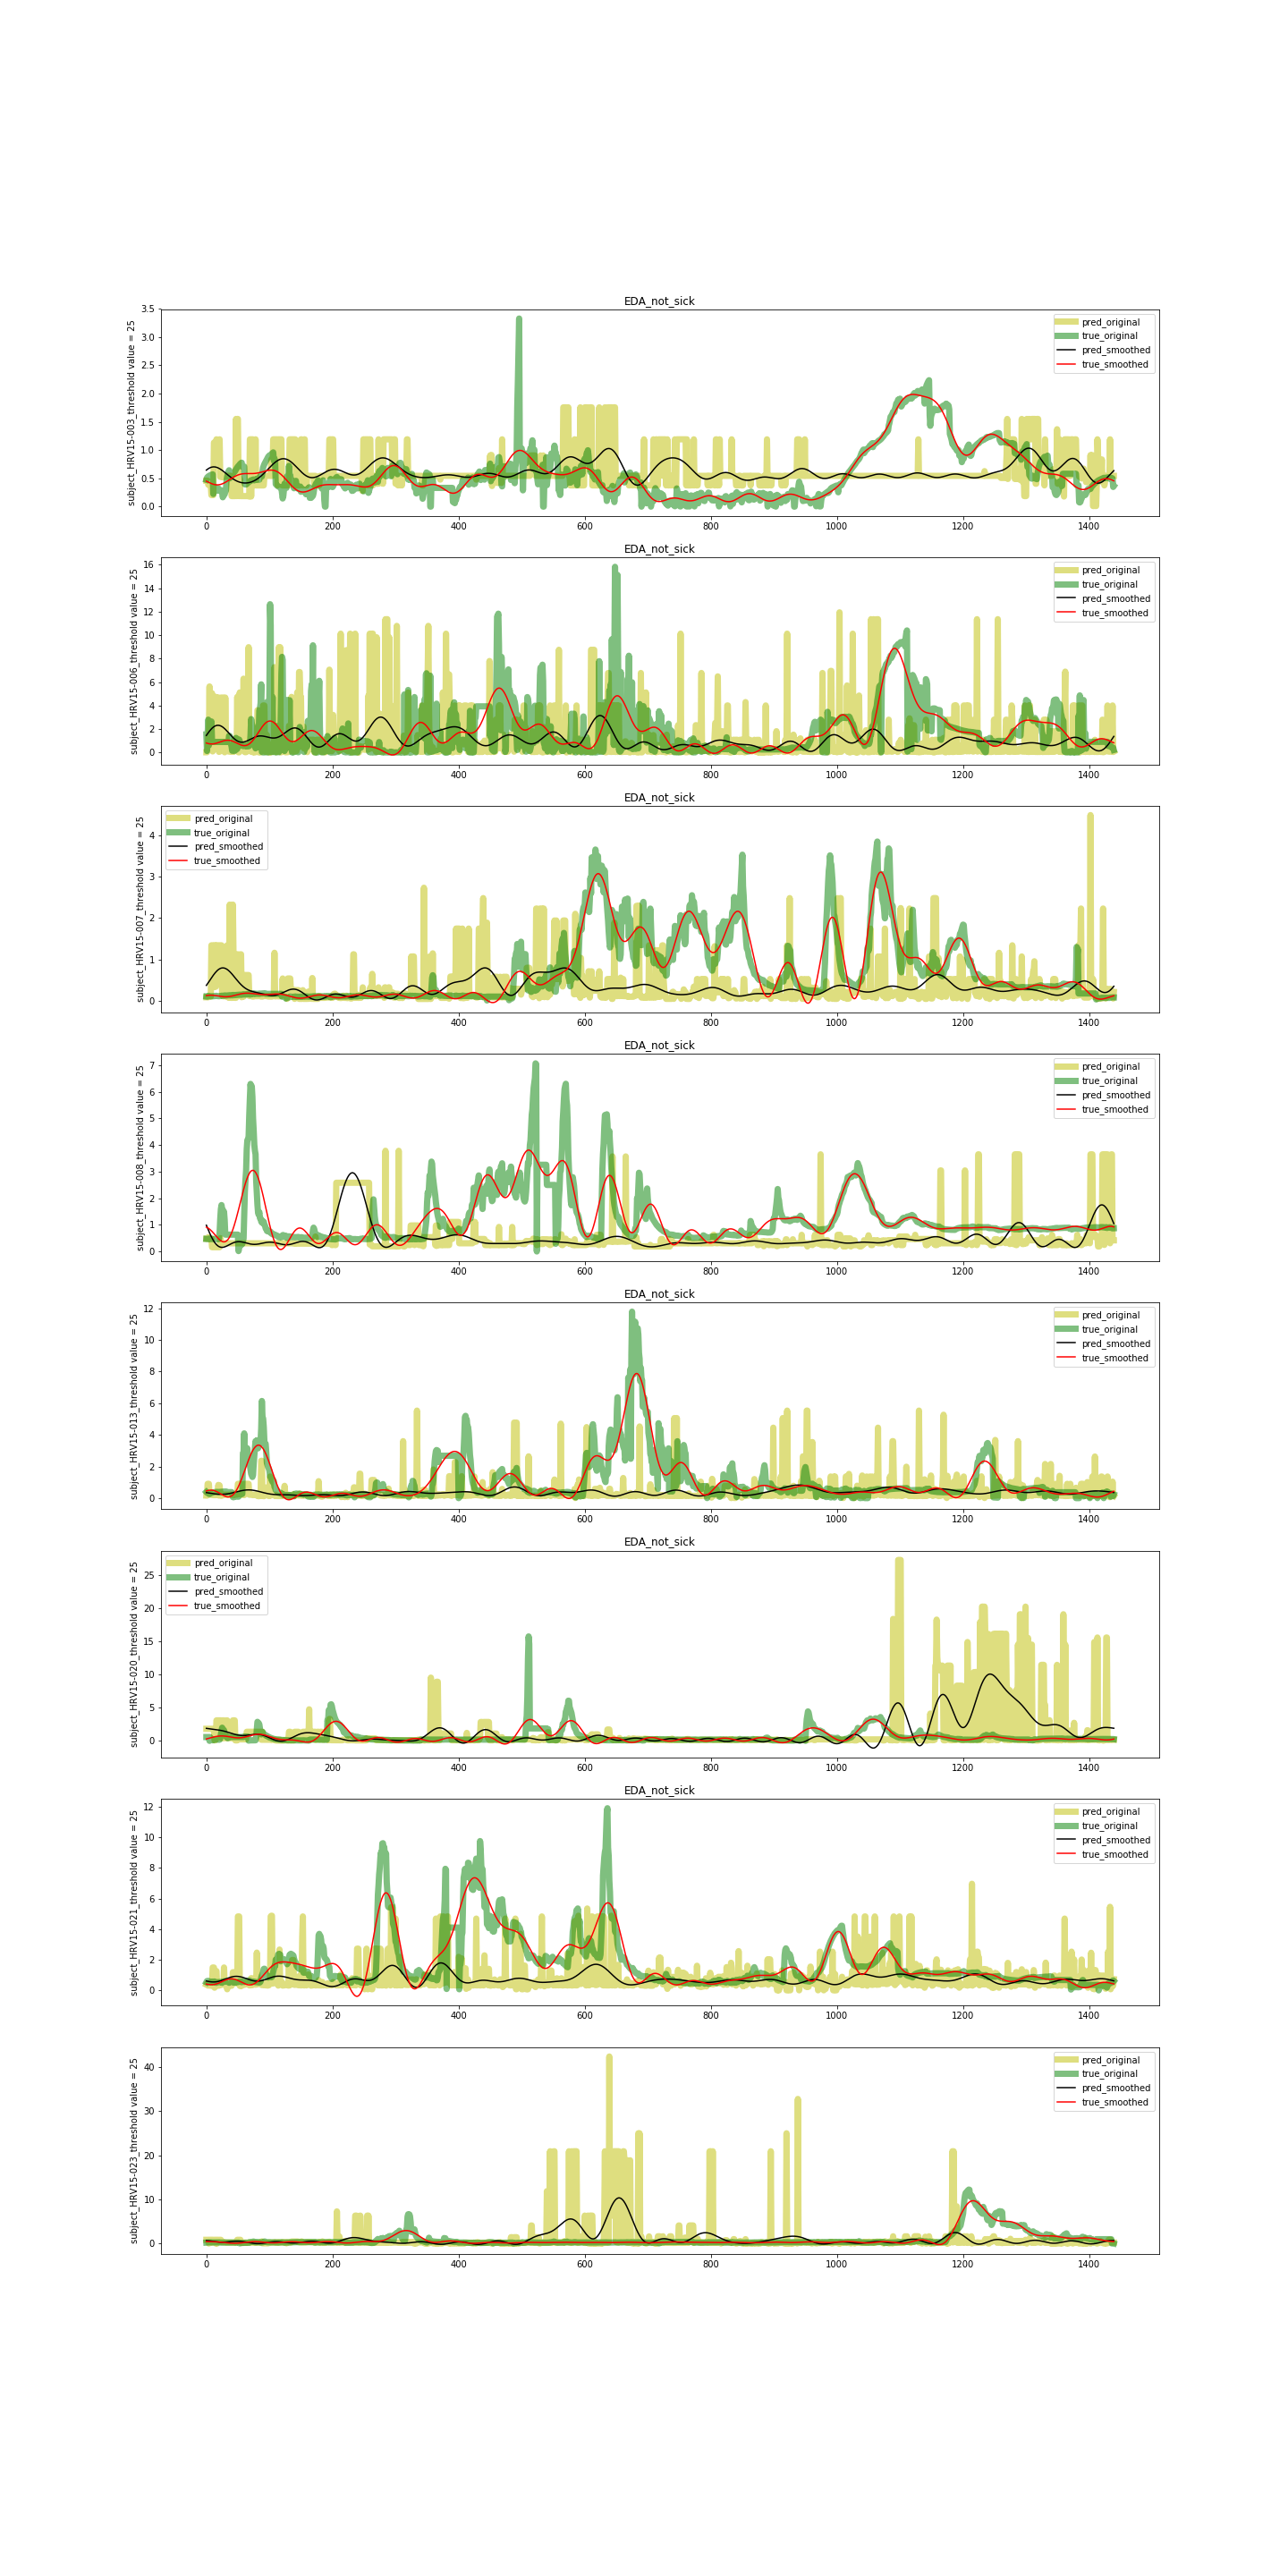 EDA_not_sick
subject_HRV15-003_threshold value = 25
3.5
3.0
2.5
2.0
1.5
1.0
0.5
0.0
pred_original
true_original
pred_smoothed
true_smoothed
0 200 400 600 800 1000 1200 1400
EDA_not_sick
subject_HRV15-006_threshold value = 25
16
14
12
10
8
6
4
2
0
pred_original
true_original
pred_smoothed
true_smoothed
0 200 400 600 800 1000 1200 1400
EDA_not_sick
subject_HRV15-007_threshold value = 25
4
3
2
1
0
pred_original
true_original
pred_smoothed
true_smoothed
0 200 400 600 800 1000 1200 1400
EDA_not_sick
subject_HRV15-008_threshold value = 25
7
6
5
4
3
2
1
0
pred_original
true_original
pred_smoothed
true_smoothed
0 200 400 600 800 1000 1200 1400
EDA_not_sick
subject_HRV15-013_threshold value = 25
12
10
8
6
4
2
0
pred_original
true_original
pred_smoothed
true_smoothed
0 200 400 600 800 1000 1200 1400
EDA_not_sick
subject_HRV15-020_threshold value = 25
25
20
15
10
5
0
pred_original
true_original
pred_smoothed
true_smoothed
0 200 400 600 800 1000 1200 1400
EDA_not_sick
subject_HRV15-021_threshold value = 25
12
10
8
6
4
2
0
pred_original
true_original
pred_smoothed
true_smoothed
0 200 400 600 800 1000 1200 1400
subject_HRV15-023_threshold value = 25
40
30
20
10
0
pred_original
true_original
pred_smoothed
true_smoothed
0 200 400 600 800 1000 1200 1400